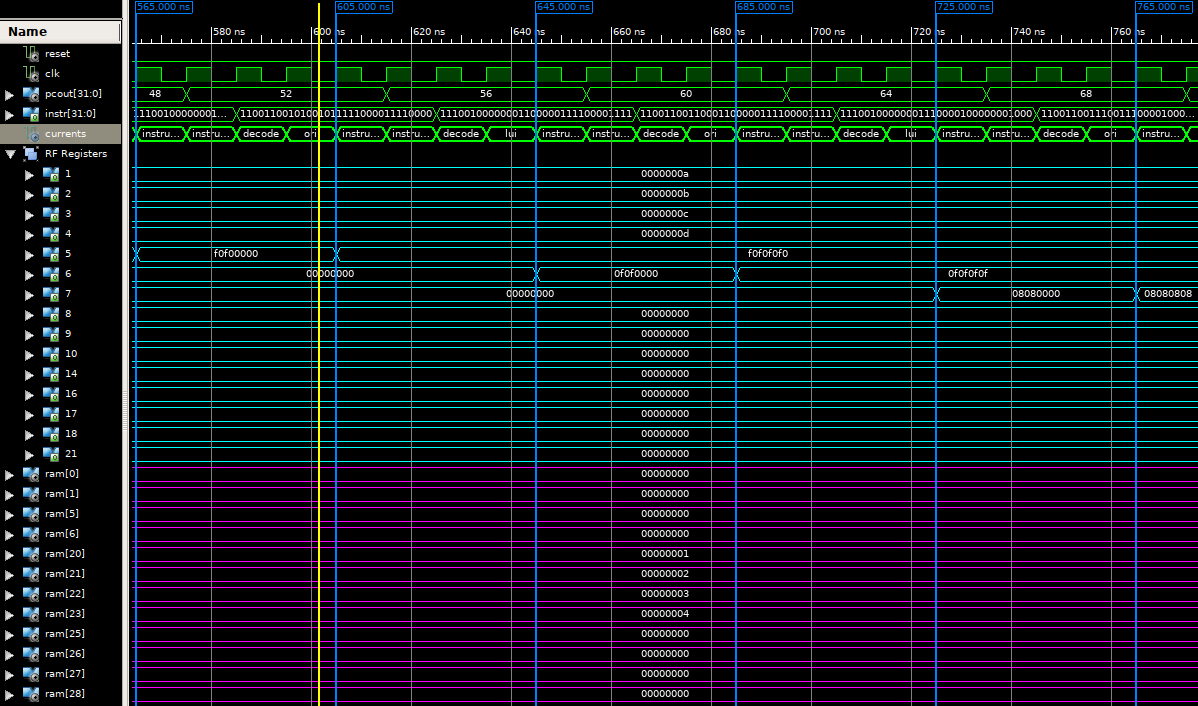 565.000 ns 605.000 ns 645.000 ns 685.000 ns 725.000 ns 765.000 ns
Name 580 ns 600 ns 620 ns 640 ns 660 ns 680 ns 700 ns 720 ns 740 ns 760 ns
reset
clk
pcout[31:0] 48 52 56 60 64 68
instr[31:0]
currents instru... instru... decode ori instru... instru... decode lui instru... instru... decode ori instru... instru... decode lui instru... instru... decode ori instru...
RF Registers
1 0000000a
2 0000000b
3 0000000c
4 0000000d
5 f0f00000 f0f0f0f0
6 00000000 0f0f0000 0f0f0f0f
7 00000000 08080000 08080808
8 00000000
9 00000000
10 00000000
14 00000000
16 00000000
17 00000000
18 00000000
21 00000000
ram[0] 00000000
ram[1] 00000000
ram[5] 00000000
ram[6] 00000000
ram[20] 00000001
ram[21] 00000002
ram[22] 00000003
ram[23] 00000004
ram[25] 00000000
ram[26] 00000000
ram[27] 00000000
ram[28] 00000000